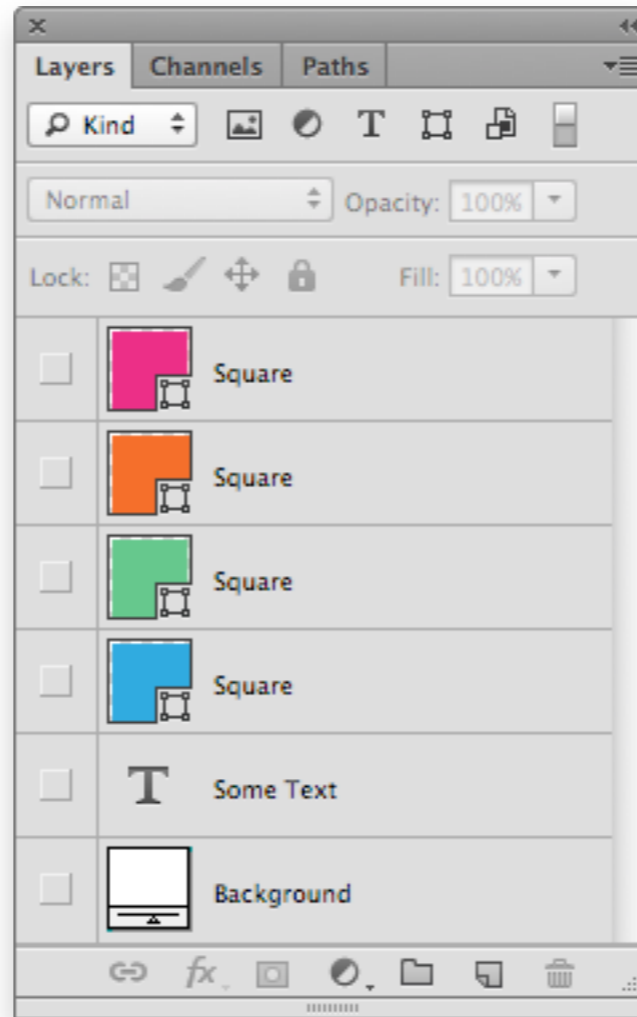 Layers Channels Paths
Kind T
Normal Opacity: 100%
Lock: Fill: 100%
Square
Square
Square
Square
T Some Text
Background
fx